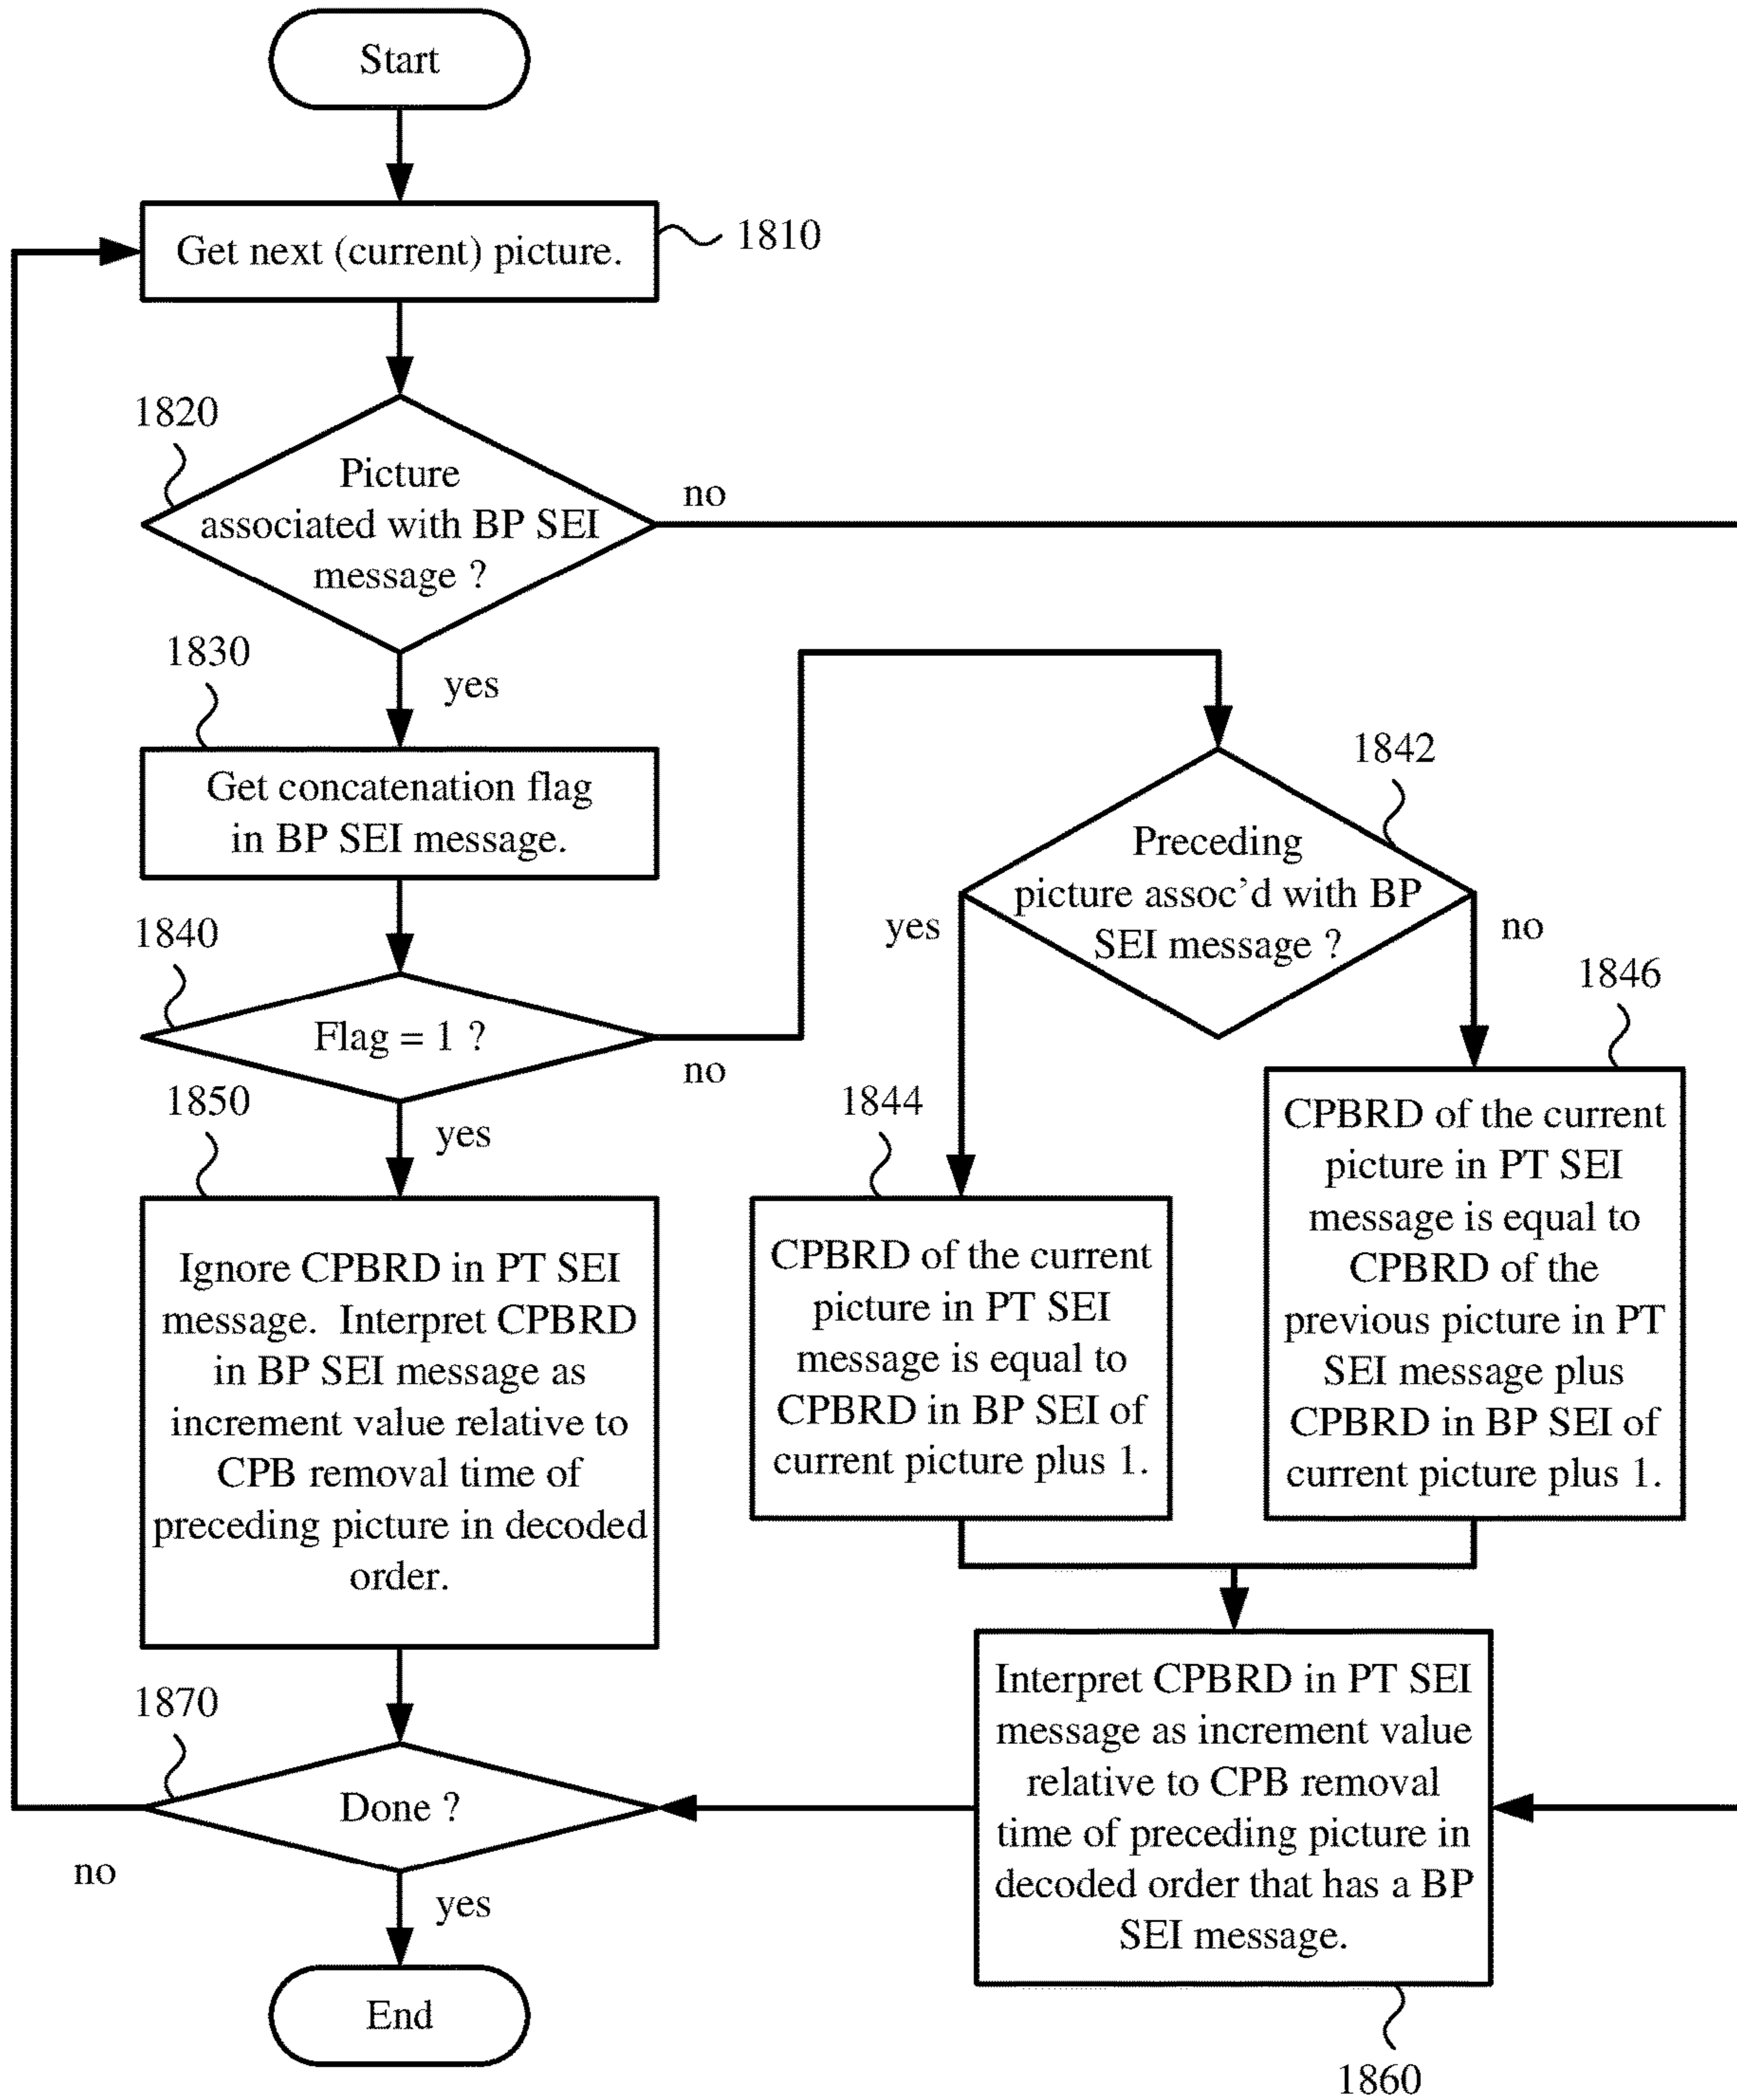 Start
Get next (current) picture.
1810
1820
Picture
associated with BP SEI
message ?
no
yes
1830
Get concatenation flag
in BP SEI message.
1840
Flag = 1 ?
no
yes
1842
Preceding
picture assoc’d with BP
SEI message ?
yes
no
1844
CPBRD of the current
picture in PT SEI
message is equal to
CPBRD in BP SEI of
current picture plus 1.
1846
CPBRD of the current
picture in PT SEI
message is equal to
CPBRD of the
previous picture in PT
SEI message plus
CPBRD in BP SEI of
current picture plus 1.
1850
Ignore CPBRD in PT SEI
message. Interpret CPBRD
in BP SEI message as
increment value relative to
CPB removal time of
preceding picture in decoded
order.
Interpret CPBRD in PT SEI
message as increment value
relative to CPB removal
time of preceding picture in
decoded order that has a BP
SEI message.
1860
1870
Done ?
no
yes
End